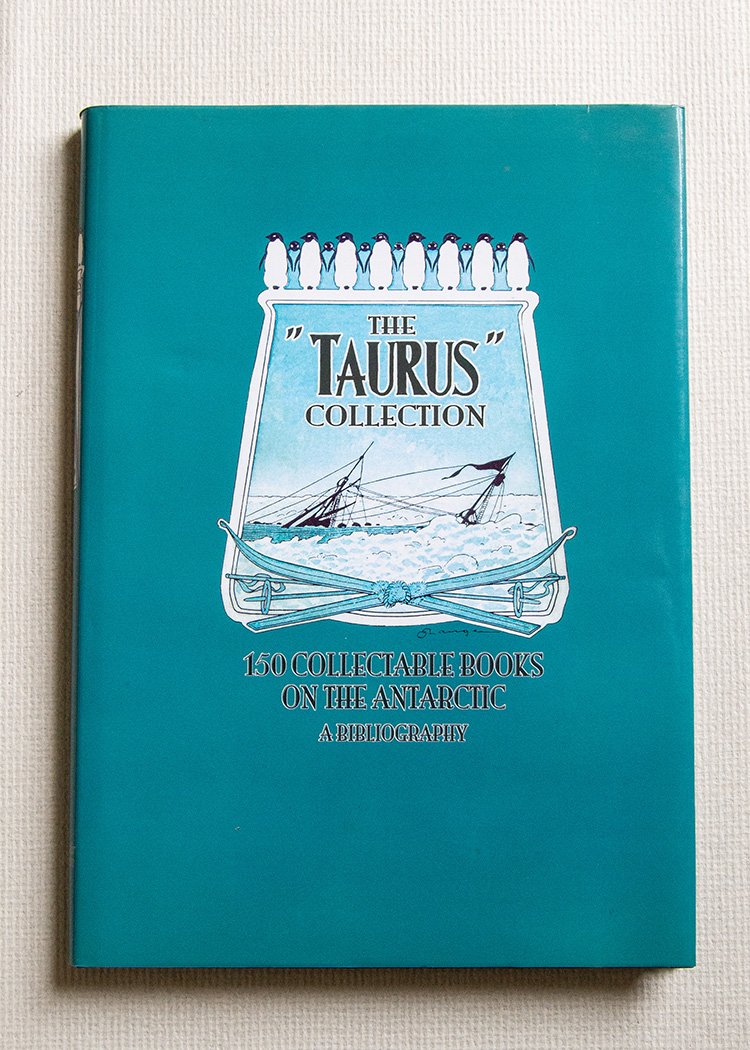 THE
"TAURUS"
COLLECTION
150 COLLECTABLE BOOKS
ON THE ANTARCTIC
A BIBLIOGRAPHY